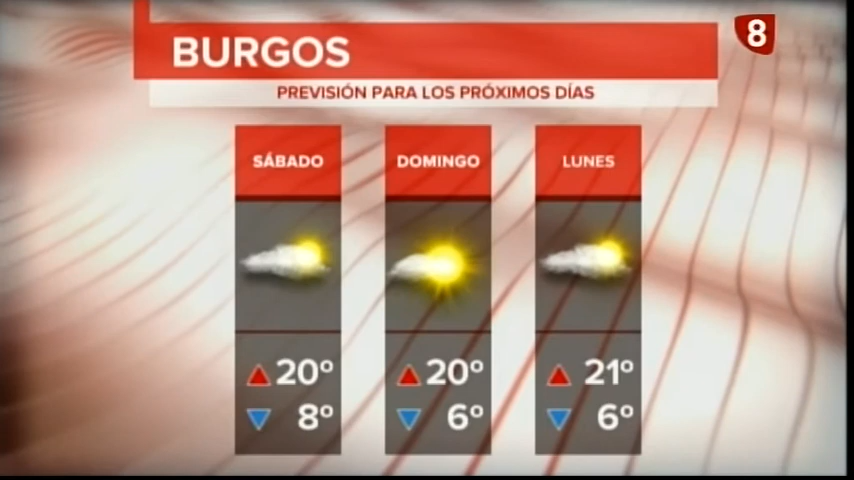 8
BURGOS
PREVISIÓN PARA LOS PRÓXIMOS DÍAS
SÁBADO DOMINGO LUNES
20º 20º 21º
8º 6º 6º